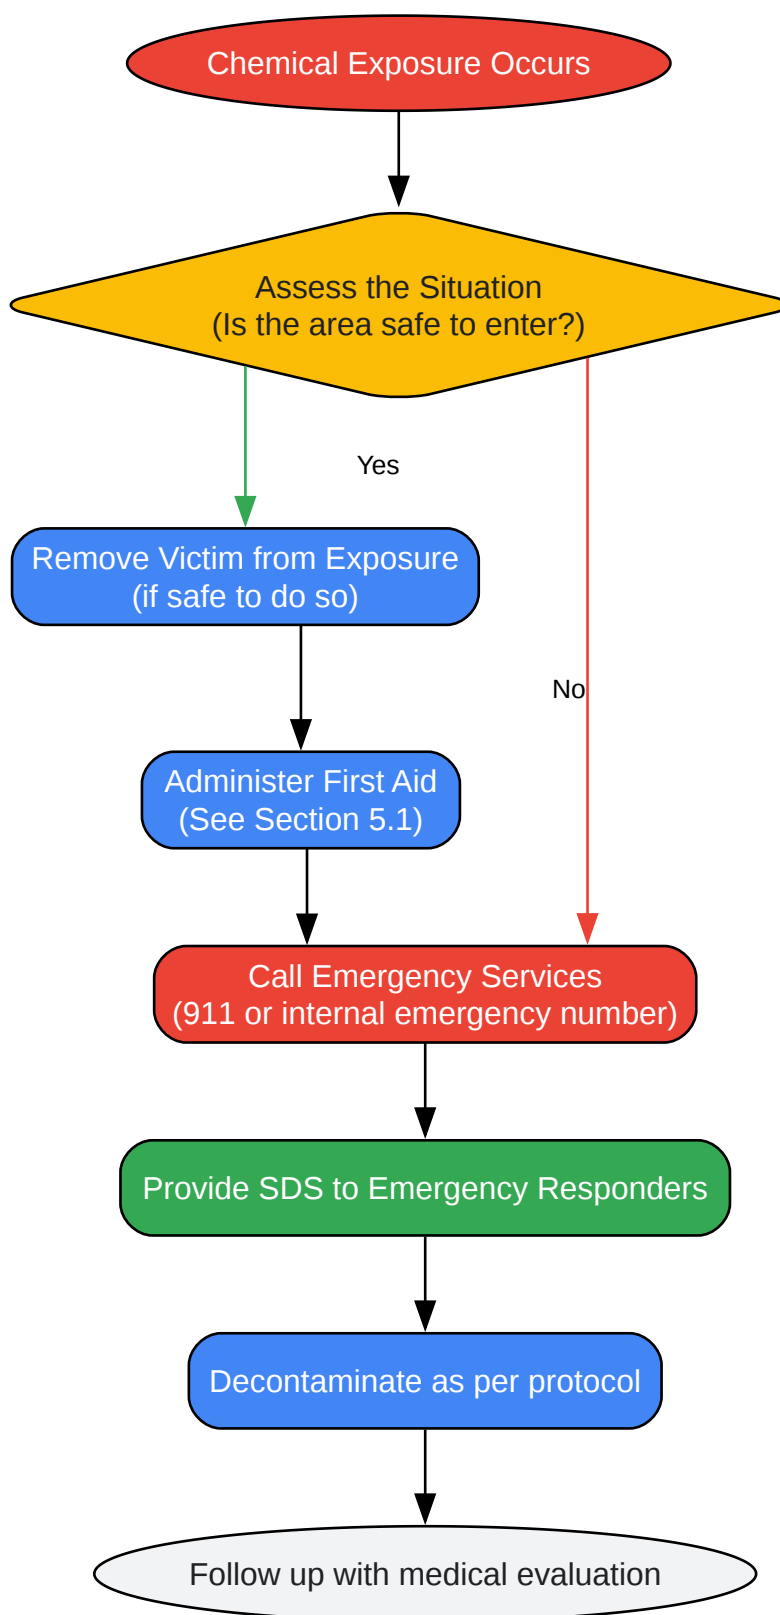 Chemical Exposure Occurs
Assess the Situation
(Is the area safe to enter?)
Yes
Remove Victim from Exposure
(if safe to do so)
No
Administer First Aid
(See Section 5.1)
Call Emergency Services
(911 or internal emergency number)
Provide SDS to Emergency Responders
Decontaminate as per protocol
Follow up with medical evaluation